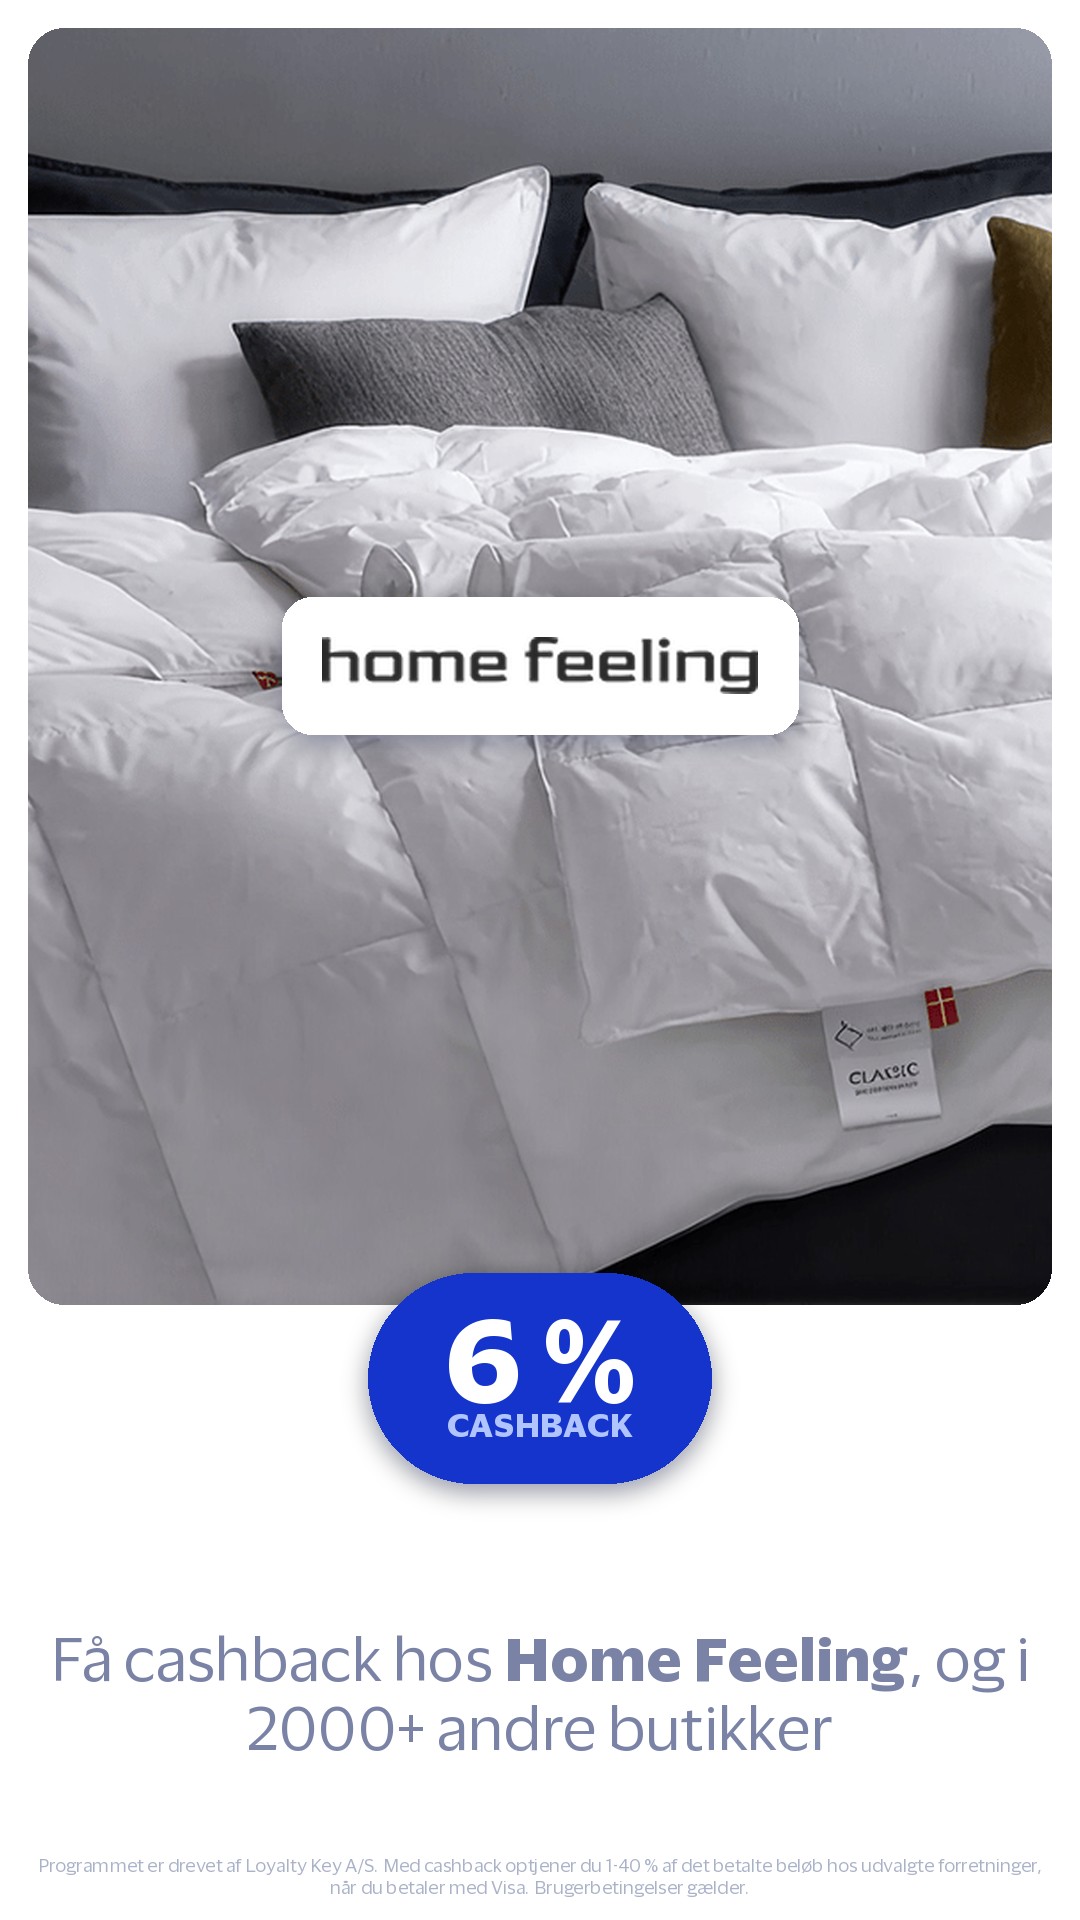 home feeling
CLASSIC
6 %
CASHBACK
Få cashback hos Home Feeling, og i
2000+ andre butikker
Programmet er drevet af Loyalty Key A/S. Med cashback optjener du 1-40 % af det betalte beløb hos udvalgte forretninger,
når du betaler med Visa. Brugerbetingelser gælder.